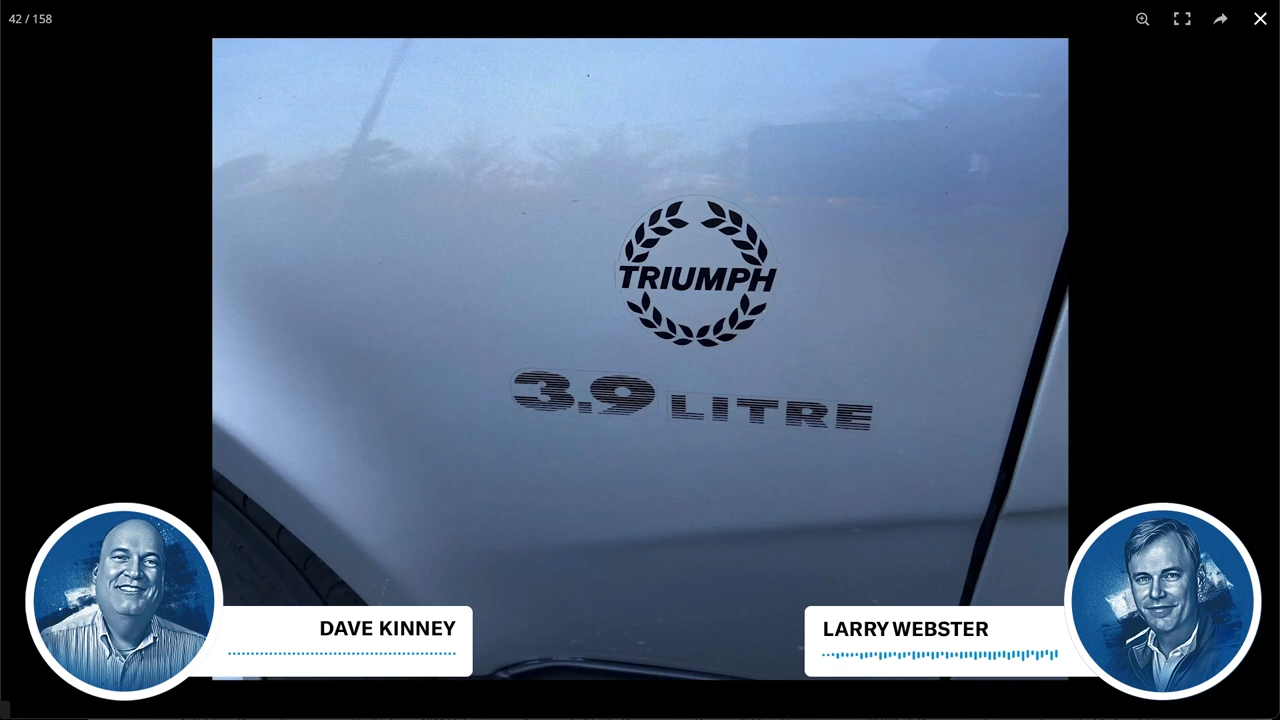 42 / 158
TRIUMPH
3.9 LITRE
DAVE KINNEY
LARRY WEBSTER